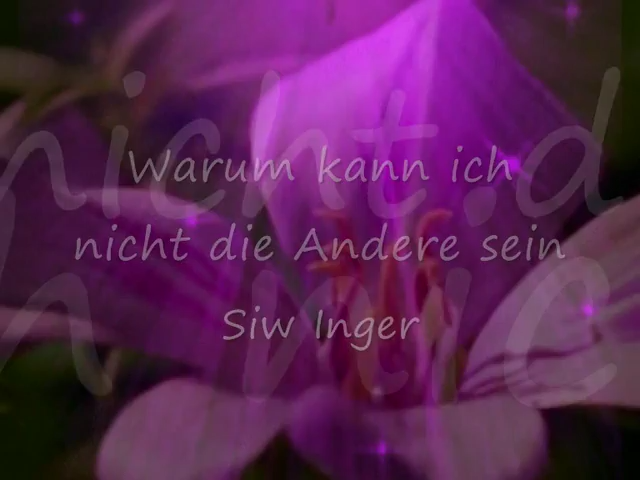 Warum kann ich
nicht die Andere sein
Siw Inger